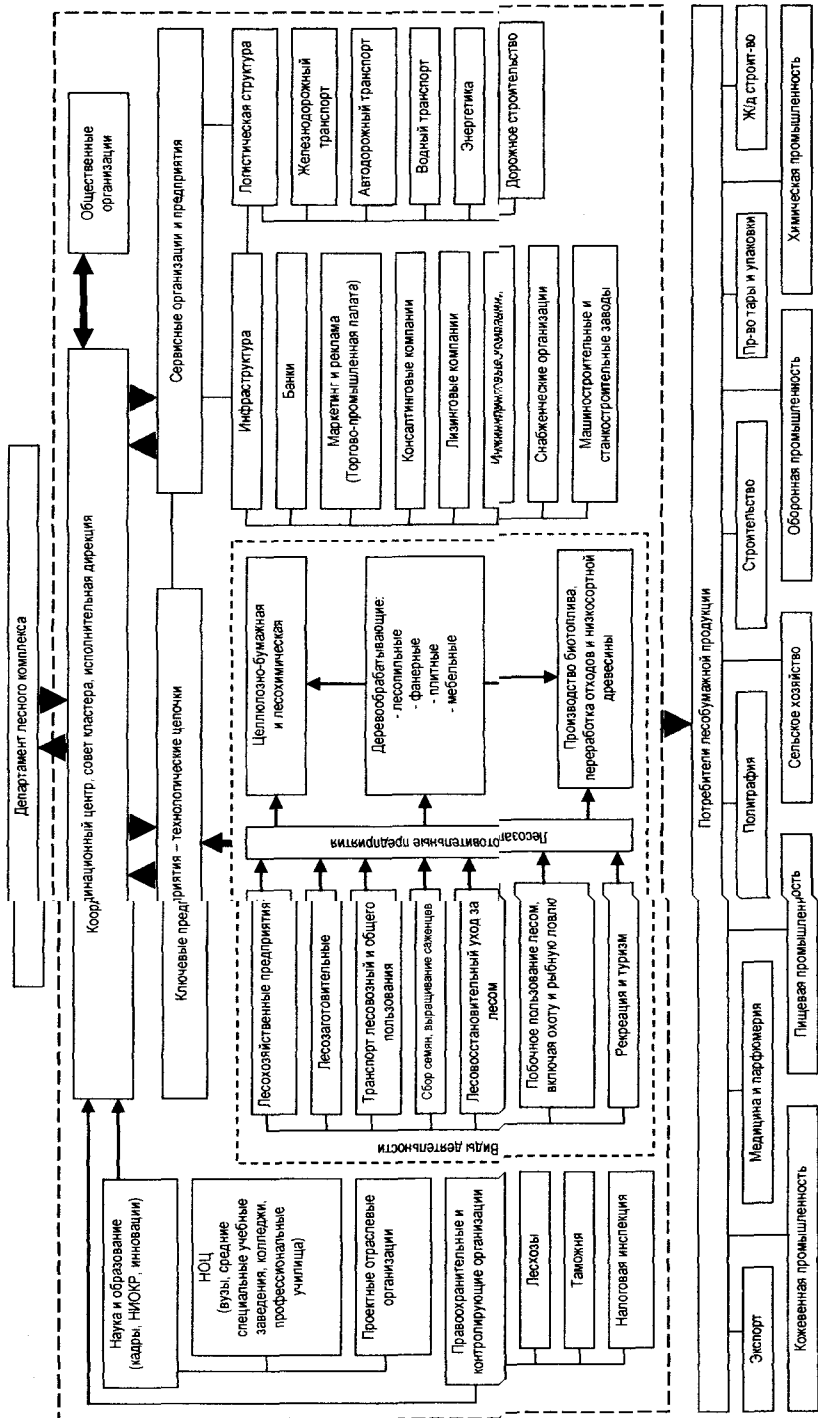 Департамент лесного комплекса
Координационный центр, совет кластера, исполнительная дирекция
Общественные
организации
Ключевые предприятия – технологические цепочки
Сервисные организации и предприятия
Наука и образование
(кадры, НИОКР, инновации)
НОЦ
(вузы, средние
специальные учебные
заведения, колледжи,
профессиональные
училища)
Проектные отраслевые
организации
Правоохранительные и
контролирующие организации
Лесхозы
Таможня
Налоговая инспекция
Виды деятельности
Лесохозяйственные предприятия
Лесозаготовительные
Транспорт лесовозный и общего
пользования
Сбор семян, выращивание саженцев
Лесовосстановительный уход за
лесом
Побочное пользование лесом,
включая охоту и рыбную ловлю
Рекреация и туризм
Лесозаготовительные предприятия
Целлюлозно-бумажная
и лесохимическая
Деревообрабатывающие:
- лесопильные
- фанерные
- плитные
- мебельные
Производство биотоплива,
переработка отходов и низкосортной
древесины
Инфраструктура
Банки
Маркетинг и реклама
(Торгово-промышленная палата)
Консалтинговые компании
Лизинговые компании
Инжиниринговые компании
Снабженческие организации
Машиностроительные и
станкостроительные заводы
Логистическая структура
Железнодорожный
транспорт
Автодорожный транспорт
Водный транспорт
Энергетика
Дорожное строительство
Потребители лесобумажной продукции
Экспорт
Медицина и парфюмерия
Полиграфия
Строительство
Пр-во тары и упаковки
Ж/д строит-во
Кожевенная промышленность
Пищевая промышленность
Сельское хозяйство
Оборонная промышленность
Химическая промышленность